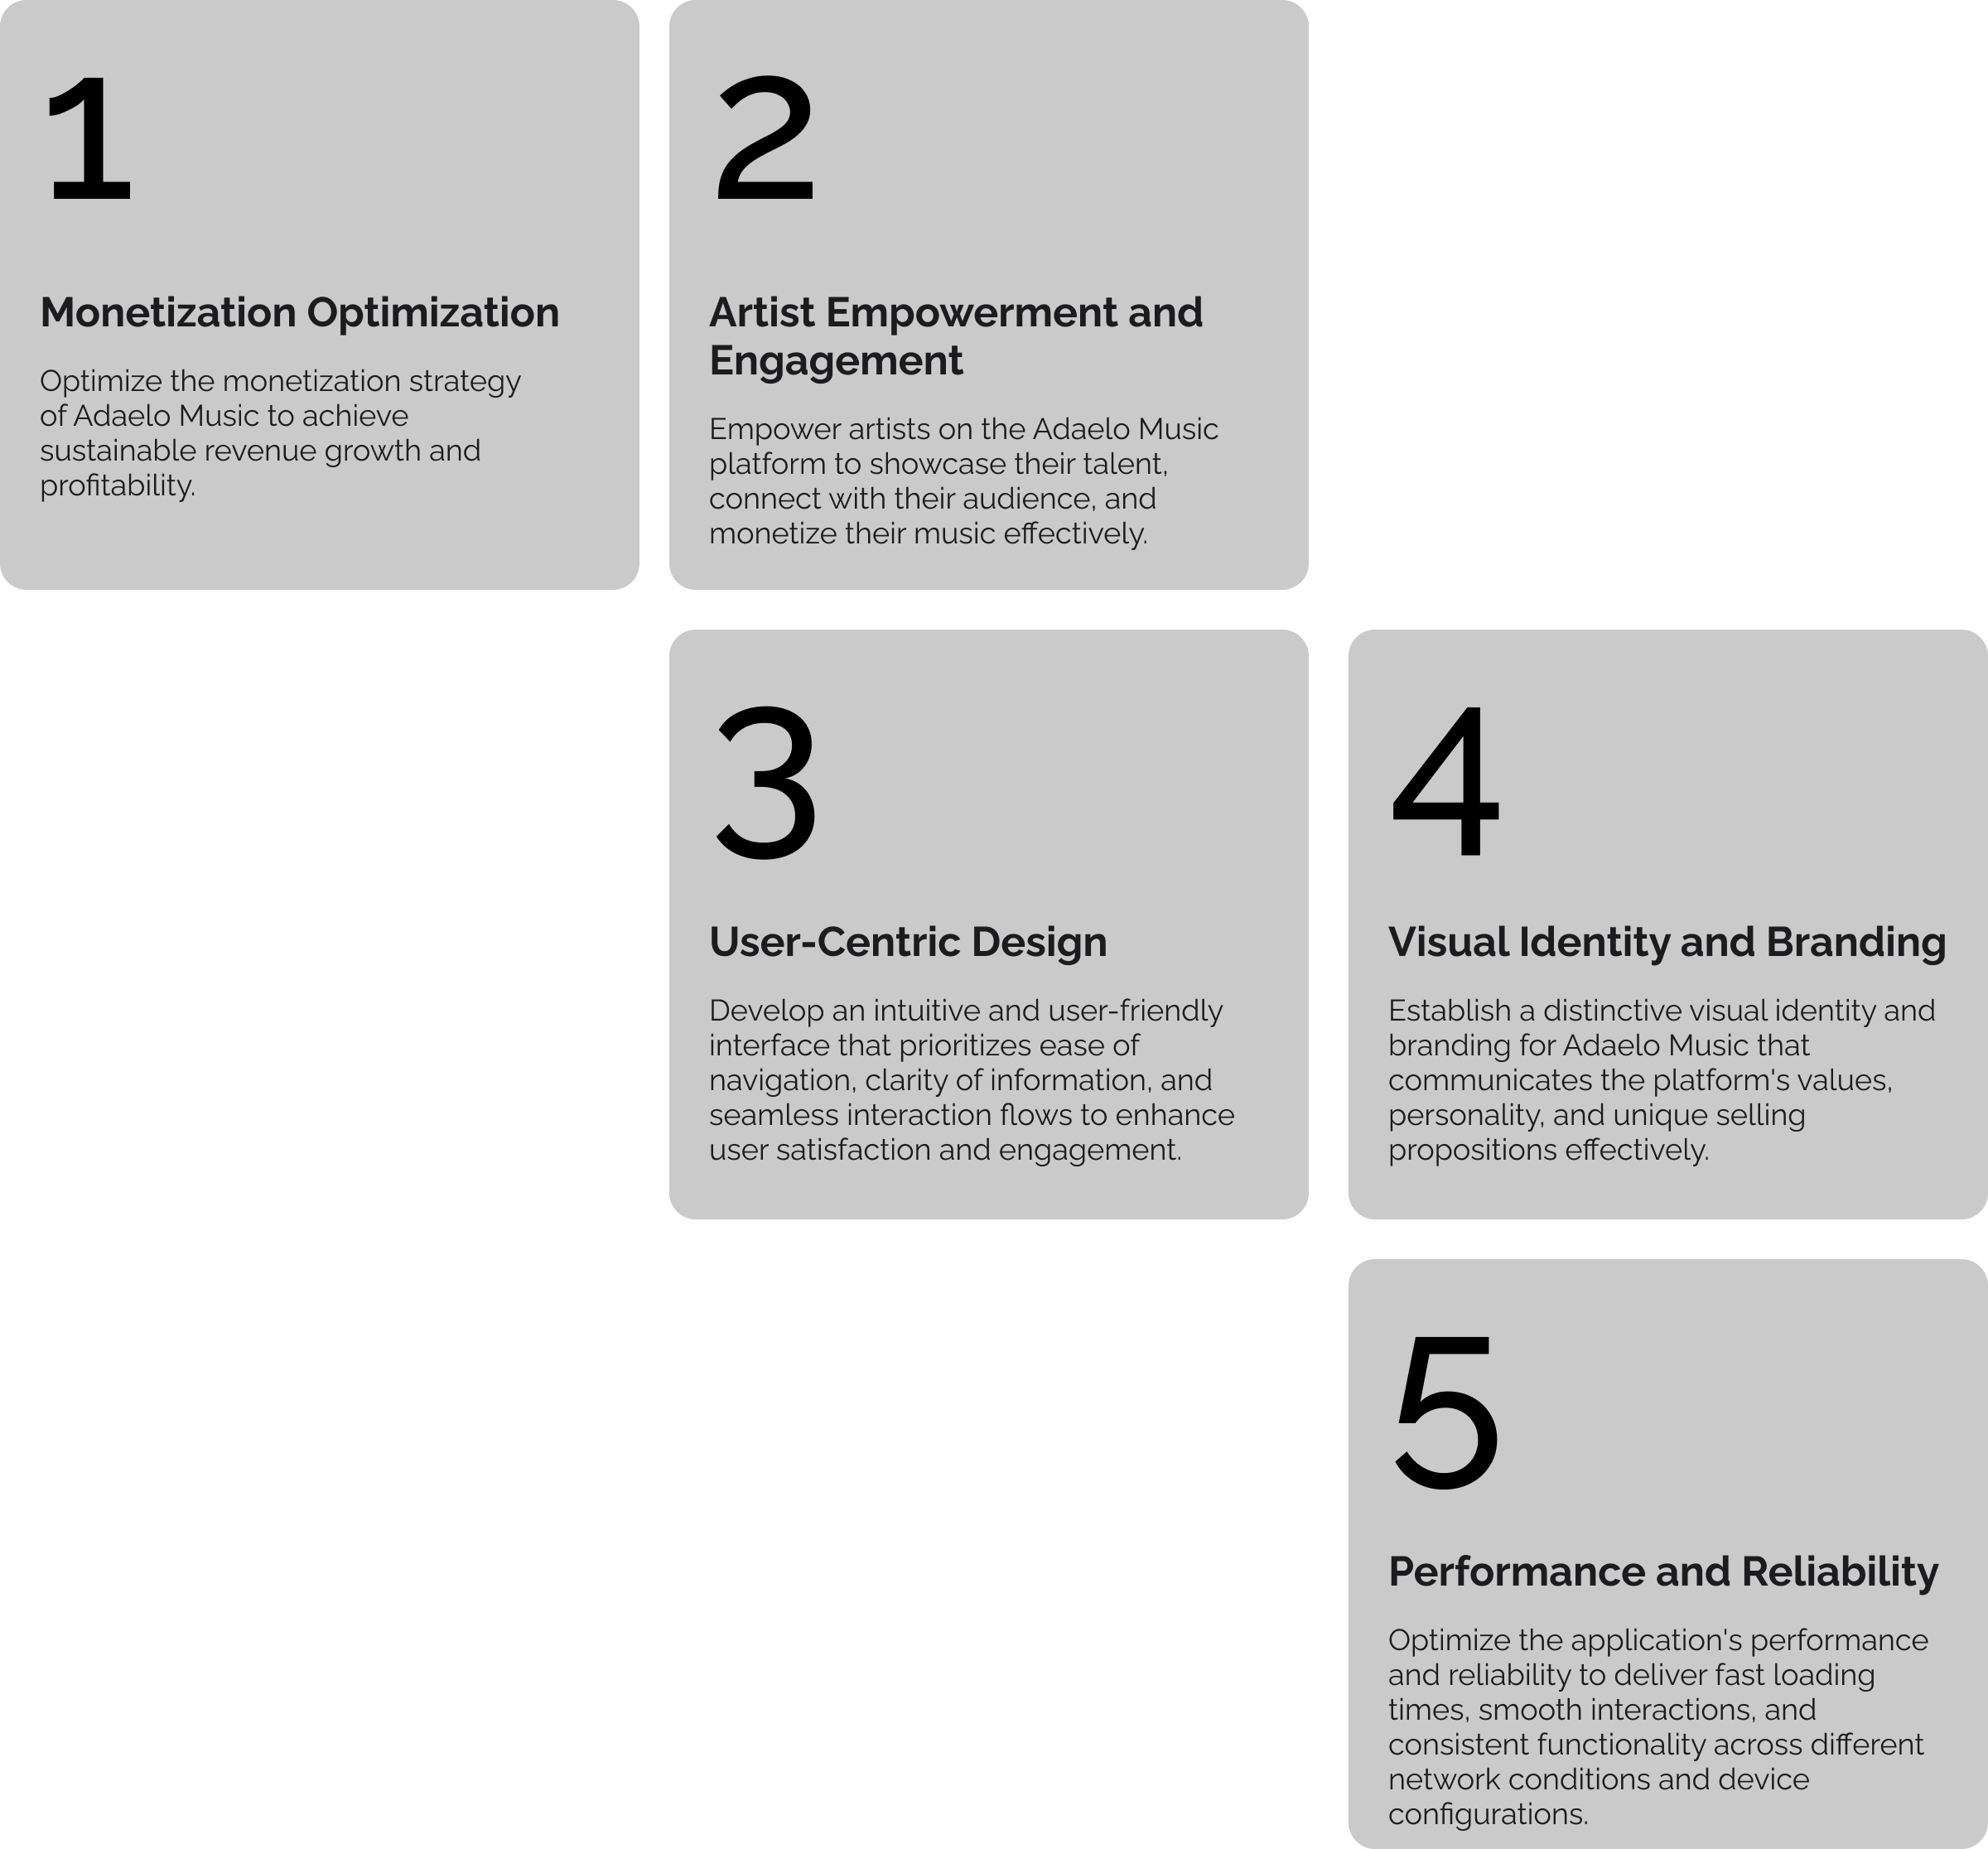 1
Monetization Optimization
Optimize the monetization strategy
of Adaelo Music to achieve
sustainable revenue growth and
profitability.
2
Artist Empowerment and
Engagement
Empower artists on the Adaelo Music
platform to showcase their talent,
connect with their audience, and
monetize their music effectively.
3
User-Centric Design
Develop an intuitive and user-friendly
interface that prioritizes ease of
navigation, clarity of information, and
seamless interaction flows to enhance
user satisfaction and engagement.
4
Visual Identity and Branding
Establish a distinctive visual identity and
branding for Adaelo Music that
communicates the platform's values,
personality, and unique selling
propositions effectively.
5
Performance and Reliability
Optimize the application's performance
and reliability to deliver fast loading
times, smooth interactions, and
consistent functionality across different
network conditions and device
configurations.